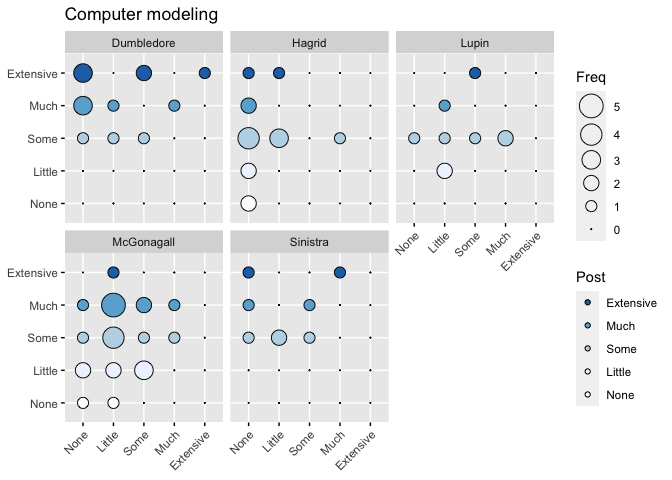 Computer modeling
Dumbledore
Hagrid
Lupin
Extensive
Much
Some
Little
None
None
Little
Some
Much
Extensive
McGonagall
Sinistra
Extensive
Much
Some
Little
None
None
Little
Some
Much
Extensive
None
Little
Some
Much
Extensive
Freq
5
4
3
2
1
0
Post
Extensive
Much
Some
Little
None